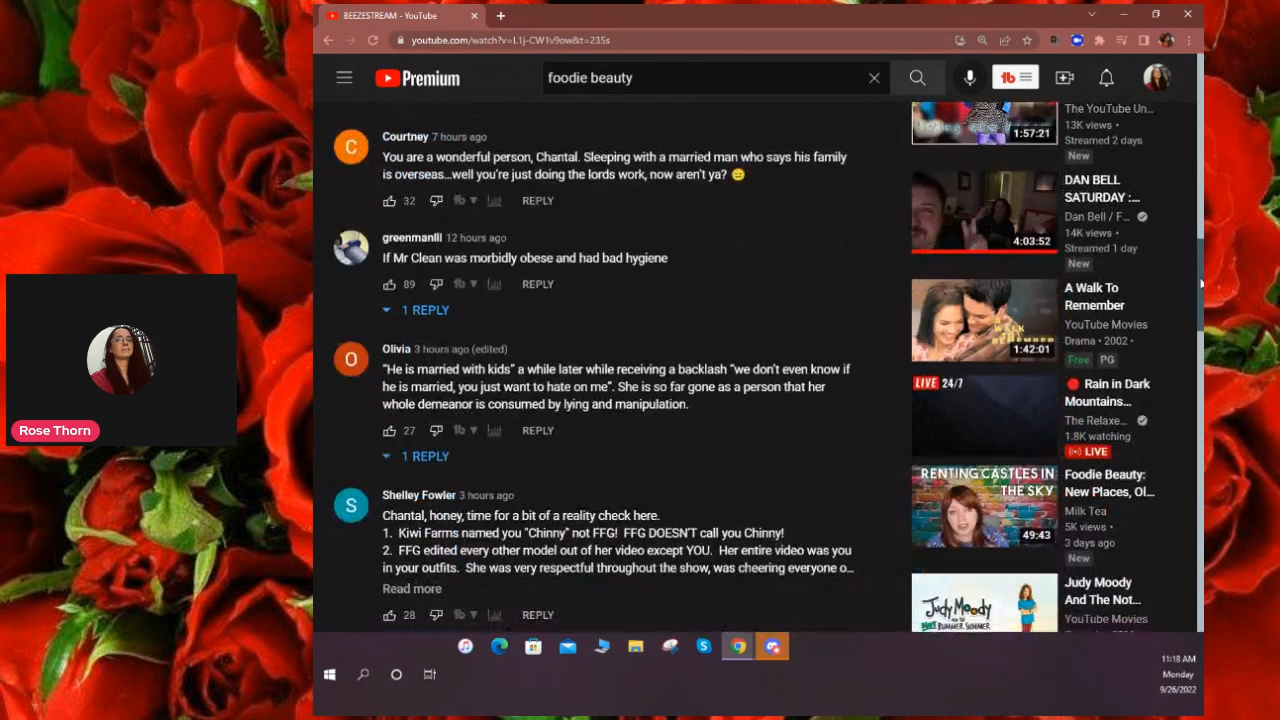 BEEZESTREAM - YouTube
youtube.com/watch?v=L1j-CW1v9ow&t=235s
Premium
foodie beauty
Courtney 7 hours ago
You are a wonderful person, Chantal. Sleeping with a married man who says his family
is overseas...well you're just doing the lords work, now aren't ya? 😑
32 REPLY
greenmanlll 12 hours ago
If Mr Clean was morbidly obese and had bad hygiene
89 REPLY
1 REPLY
Olivia 3 hours ago (edited)
“He is married with kids” a while later while receiving a backlash “we don't even know if
he is married, you just want to hate on me”. She is so far gone as a person that her
whole demeanor is consumed by lying and manipulation.
27 REPLY
1 REPLY
Shelley Fowler 3 hours ago
Chantal, honey, time for a bit of a reality check here.
1. Kiwi Farms named you "Chinny" not FFG! FFG DOESN'T call you Chinny!
2. FFG edited every other model out of her video except YOU. Her entire video was you
in your outfits. She was very respectful throughout the show, was cheering everyone o...
Read more
28 REPLY
The YouTube Un...
13K views •
Streamed 2 days
New
1:57:21
DAN BELL
SATURDAY :...
Dan Bell / F...
14K views •
Streamed 1 day
New
4:03:52
A Walk To
Remember
YouTube Movies
Drama • 2002 •
Free PG
A WALK TO
REMEMBER
1:42:01
LIVE 24/7
Rain in Dark
Mountains...
The Relaxe...
1.8K watching
LIVE
RENTING CASTLES IN
THE SKY
49:43
Foodie Beauty:
New Places, Ol...
Milk Tea
5K views •
3 days ago
New
Judy Moody
Judy Moody
And The Not...
YouTube Movies
Rose Thorn
11:18 AM
Monday
9/26/2022